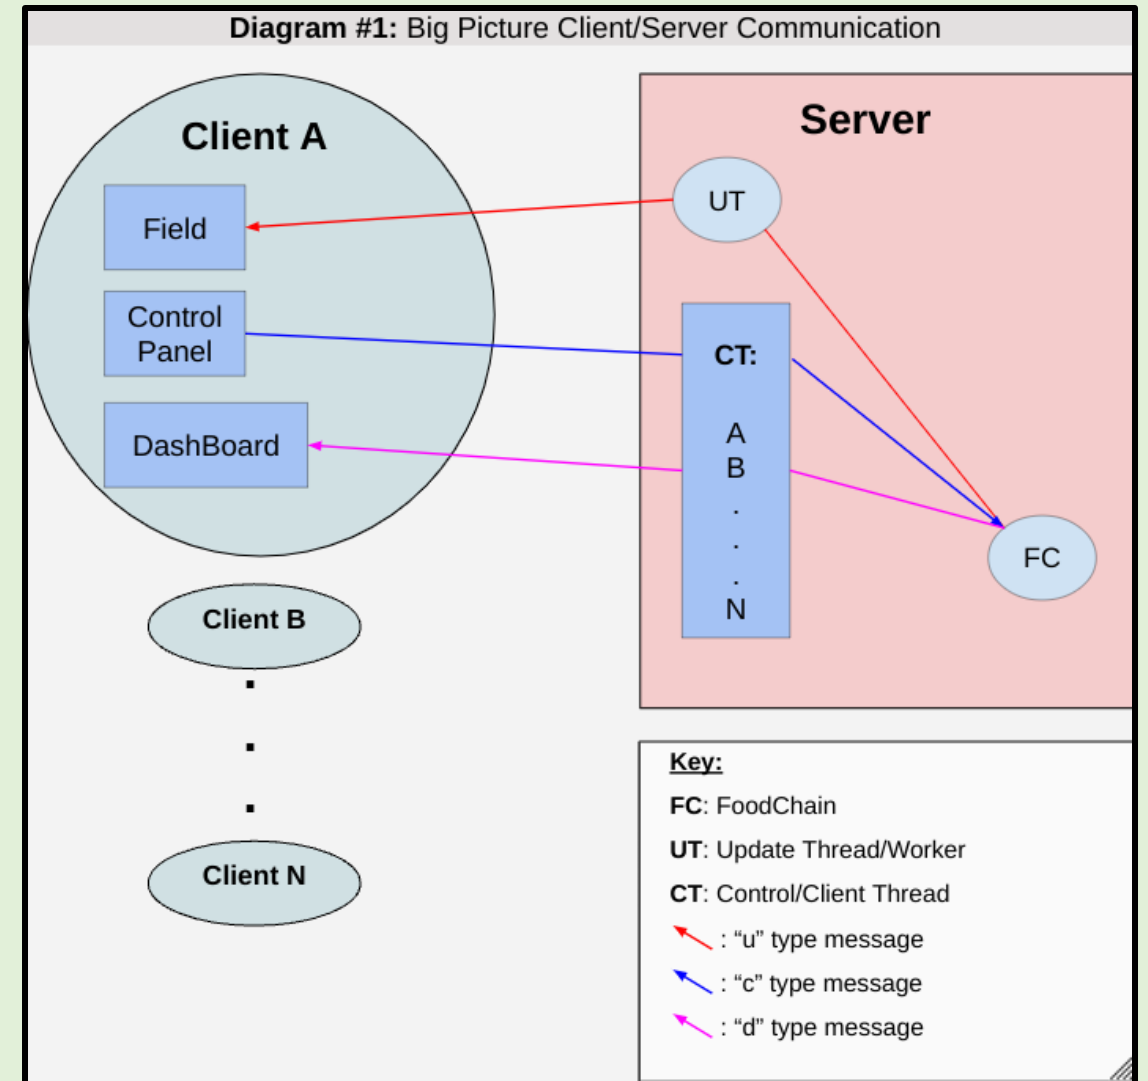 Diagram #1: Big Picture Client/Server Communication
Client A
Field
Control
Panel
DashBoard
Client B
.
.
.
Client N
Server
UT
CT:
A
B
.
.
.
N
FC
Key:
FC: FoodChain
UT: Update Thread/Worker
CT: Control/Client Thread
: “u” type message
: “c” type message
: “d” type message